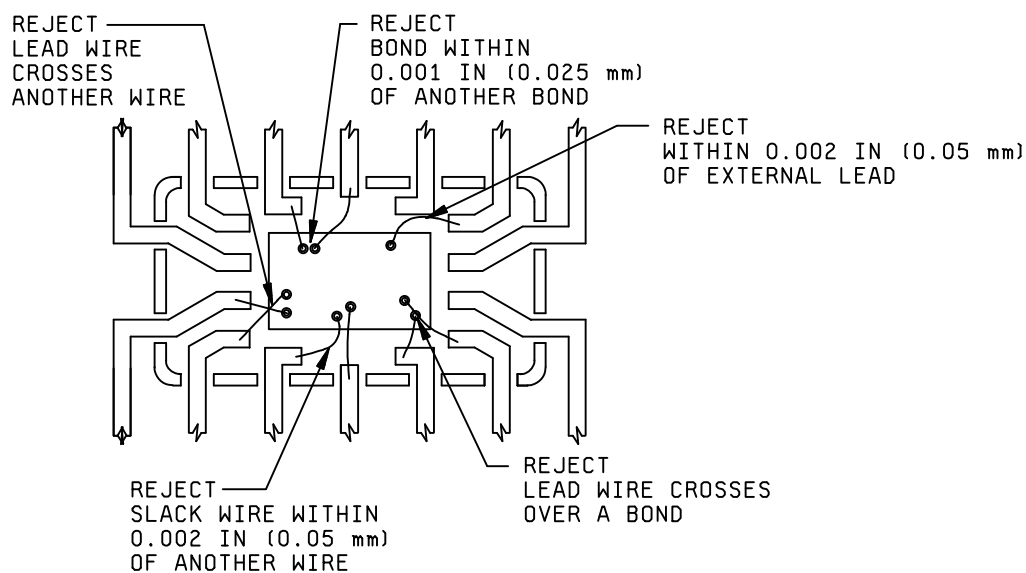 REJECT
LEAD WIRE
CROSSES
ANOTHER WIRE
REJECT
BOND WITHIN
0.001 IN (0.025 mm)
OF ANOTHER BOND
REJECT
WITHIN 0.002 IN (0.05 mm)
OF EXTERNAL LEAD
REJECT
SLACK WIRE WITHIN
0.002 IN (0.05 mm)
OF ANOTHER WIRE
REJECT
LEAD WIRE CROSSES
OVER A BOND